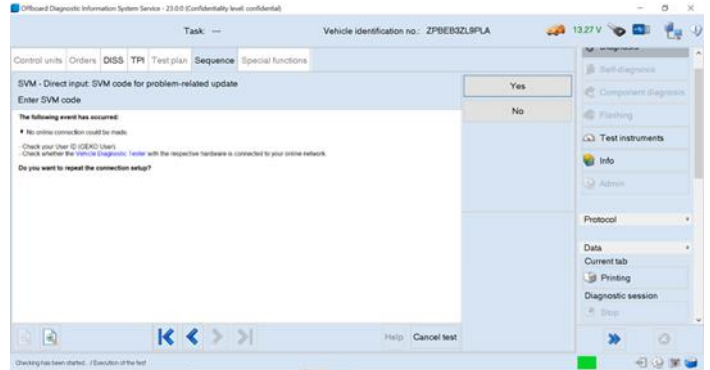 Offboard Diagnostic Information System Service - 23.0.0 (Confidentiality level: confidential)
Task: ---
Vehicle identification no.: ZPBEB3ZL9PLA
13.27 V
Control units Orders DISS TPI Test plan Sequence Special functions
SVM - Direct input: SVM code for problem-related update
Enter SVM code
The following event has occurred:
No online connection could be made.
- Check your User ID (GEKO User).
- Check whether the Vehicle Diagnostic Tester with the respective hardware is connected to your online network.
Do you want to repeat the connection setup?
Yes
No
Diagnosis
Self-diagnosis
Component diagnosis
Flashing
Test instruments
Info
Admin
Protocol
Data
Current tab
Printing
Diagnostic session
Stop
Help
Cancel test
Checking has been started. / Execution of the test